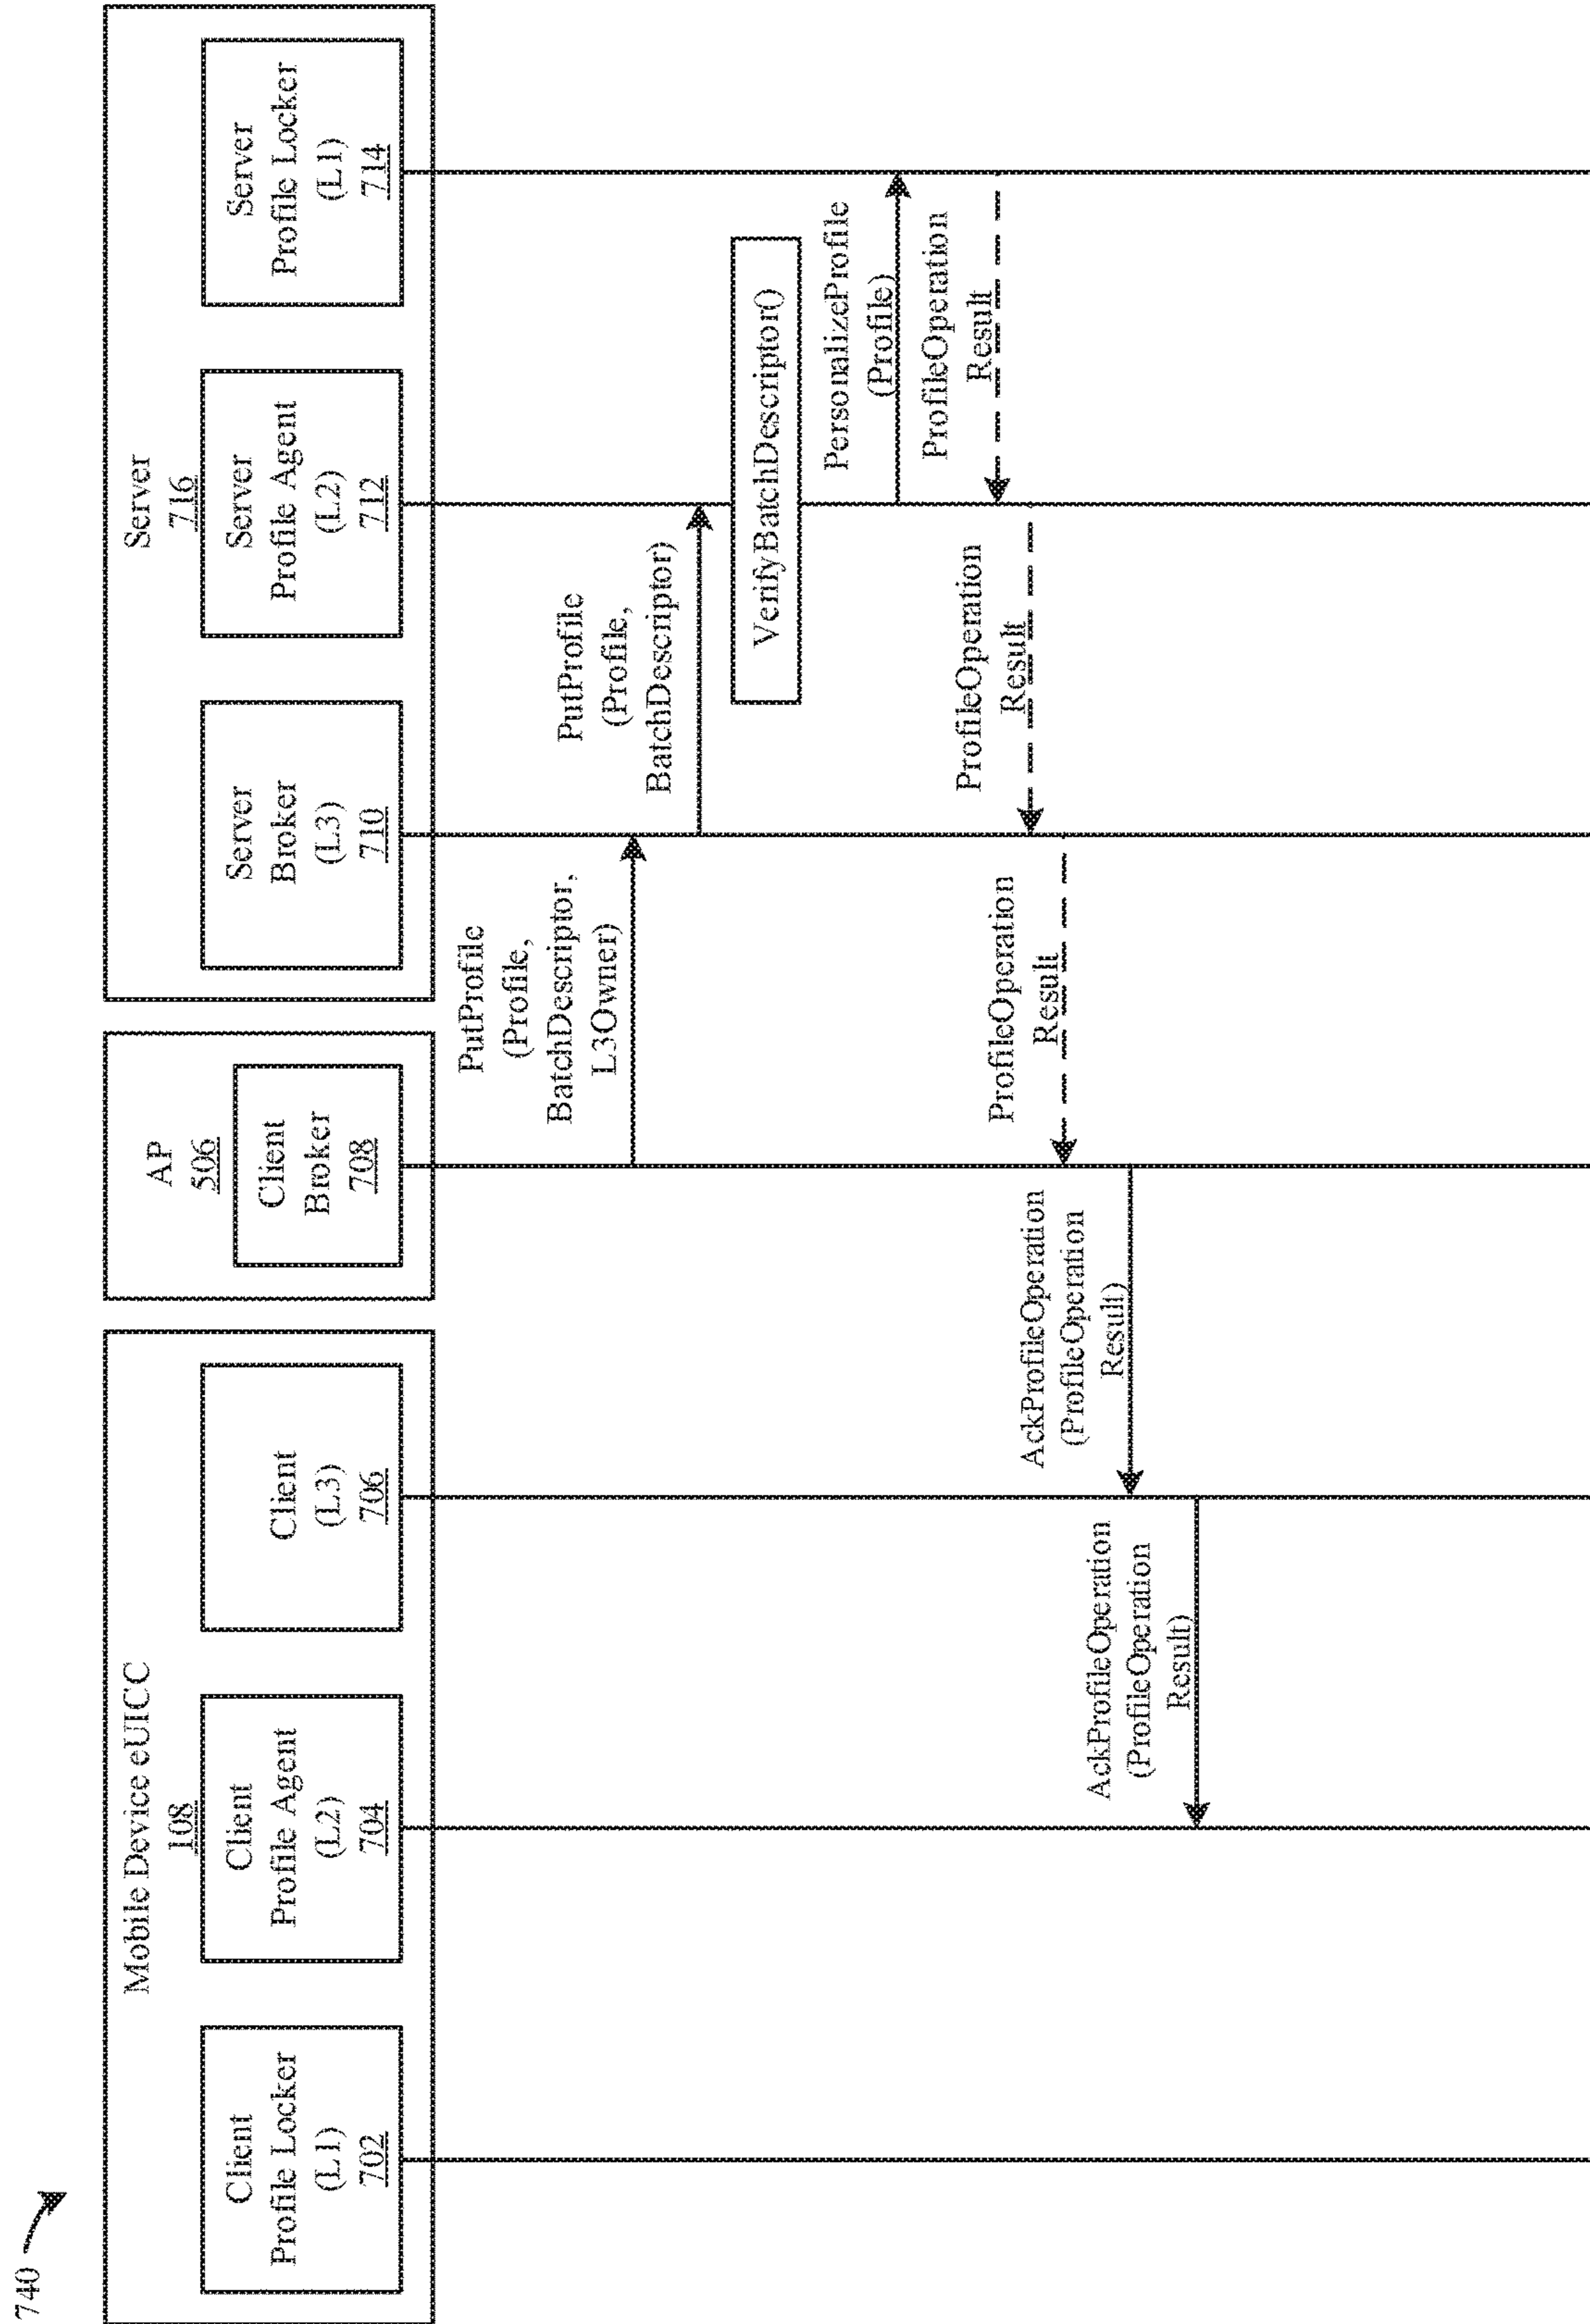 740
Mobile Device eUICC
108
Client
Profile Locker
(L1)
702
Client
Profile Agent
(L2)
704
Client
(L3)
706
AP
506
Client
Broker
708
Server
716
Server
Broker
(L3)
710
Server
Profile Agent
(L2)
712
Server
Profile Locker
(L1)
714
PutProfile
(Profile,
BatchDescriptor,
L3Owner)
PutProfile
(Profile,
BatchDescriptor)
VerifyBatchDescriptor()
PersonalizeProfile
(Profile)
ProfileOperation
Result
ProfileOperation
Result
ProfileOperation
Result
AckProfileOperation
(ProfileOperation
Result)
AckProfileOperation
(ProfileOperation
Result)